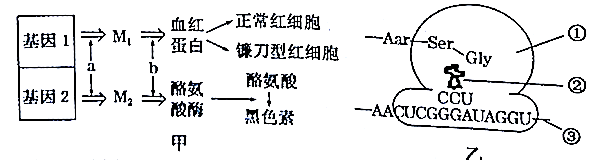 基因1 M₁ 血红蛋白 正常红细胞
镰刀型红细胞
a b
基因2 M₂ 酪氨酸酶 酪氨酸
黑色素
甲
Aar Ser Gly ①
②
CCU
AACUCGGGAUAGGU ③
乙